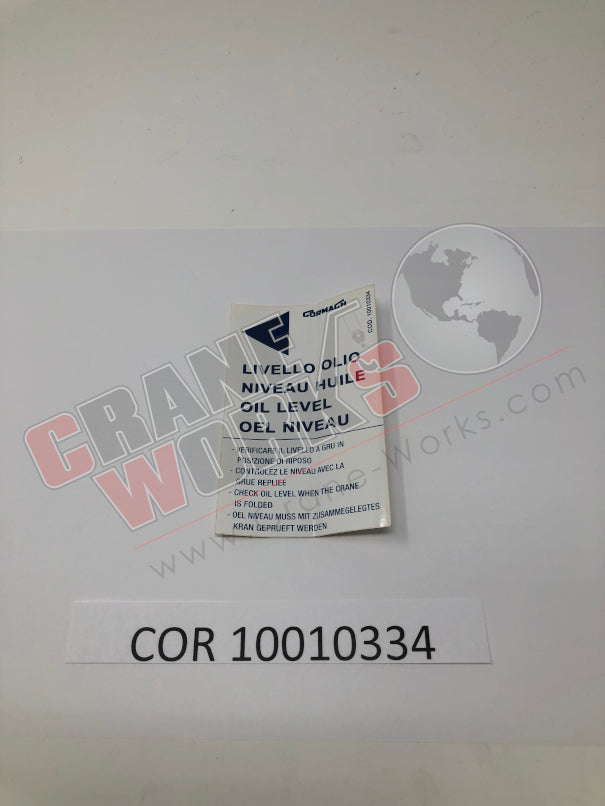 CORMACH
COD. 10010334
LIVELLO OLIO
NIVEAU HUILE
OIL LEVEL
OEL NIVEAU
- VERIFICARE IL LIVELLO A GRU IN
POSIZIONE DI RIPOSO
- CONTROLEZ LE NIVEAU AVEC LA
GRUE REPLIEE
- CHECK OIL LEVEL WHEN THE CRANE
IS FOLDED
- OEL NIVEAU MUSS MIT ZUSAMMEGELEGTES
KRAN GEPRUEFT WERDEN
CRANE
WORKS
www.crane-works.com
COR 10010334